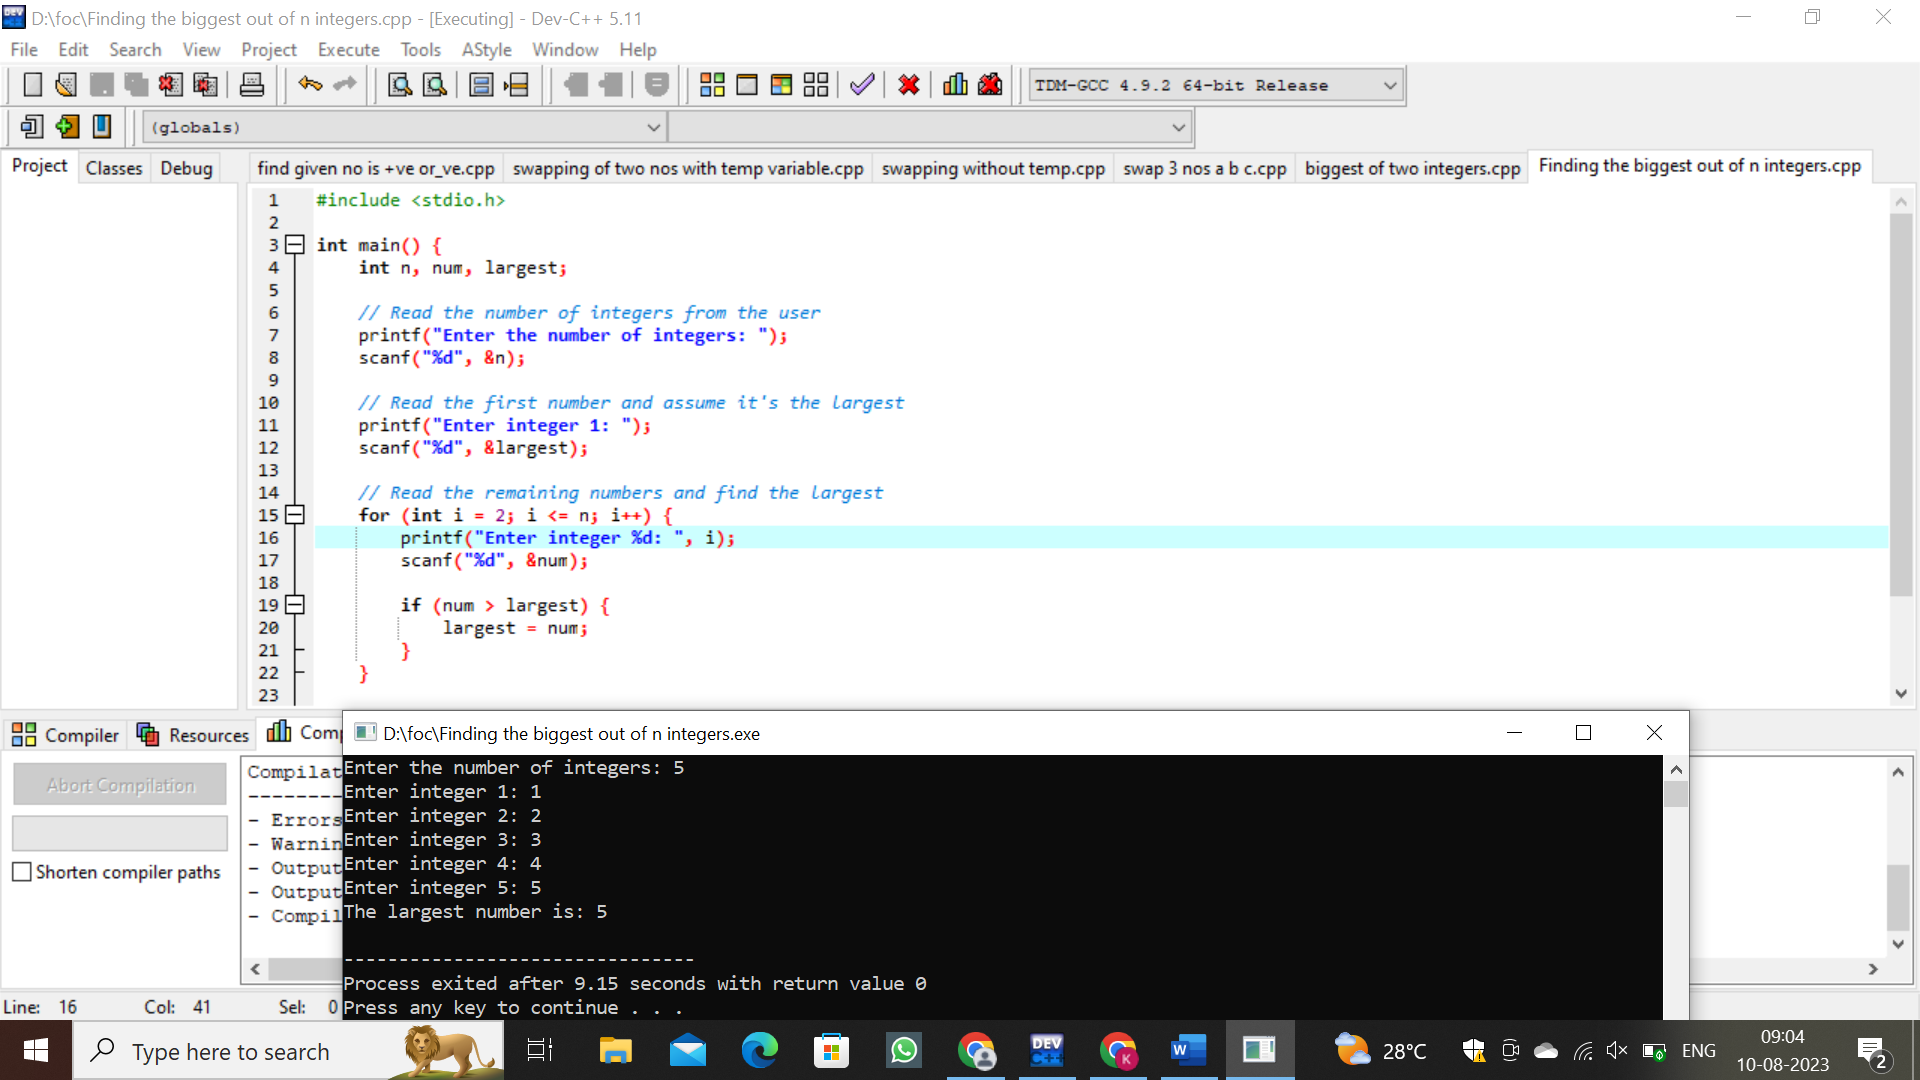 D:\foc\Finding the biggest out of n integers.cpp - [Executing] - Dev-C++ 5.11
File Edit Search View Project Execute Tools AStyle Window Help
TDM-GCC 4.9.2 64-bit Release
(globals)
Project Classes Debug
find given no is +ve or_ve.cpp swapping of two nos with temp variable.cpp swapping without temp.cpp swap 3 nos a b c.cpp biggest of two integers.cpp Finding the biggest out of n integers.cpp
1 #include <stdio.h>
2
3 int main() {
4 int n, num, largest;
5
6 // Read the number of integers from the user
7 printf("Enter the number of integers: ");
8 scanf("%d", &n);
9
10 // Read the first number and assume it's the largest
11 printf("Enter integer 1: ");
12 scanf("%d", &largest);
13
14 // Read the remaining numbers and find the largest
15 for (int i = 2; i <= n; i++) {
16 printf("Enter integer %d: ", i);
17 scanf("%d", &num);
18
19 if (num > largest) {
20 largest = num;
21 }
22 }
23
Compiler Resources Comp
Abort Compilation
Shorten compiler paths
Compilat
--------
- Errors
- Warnin
- Output
- Output
- Compil
D:\foc\Finding the biggest out of n integers.exe
Enter the number of integers: 5
Enter integer 1: 1
Enter integer 2: 2
Enter integer 3: 3
Enter integer 4: 4
Enter integer 5: 5
The largest number is: 5
--------------------------------
Process exited after 9.15 seconds with return value 0
Press any key to continue . . .
Line: 16 Col: 41 Sel: 0
Type here to search
DEV
C++
K
W
28°C
ENG
09:04
10-08-2023
2